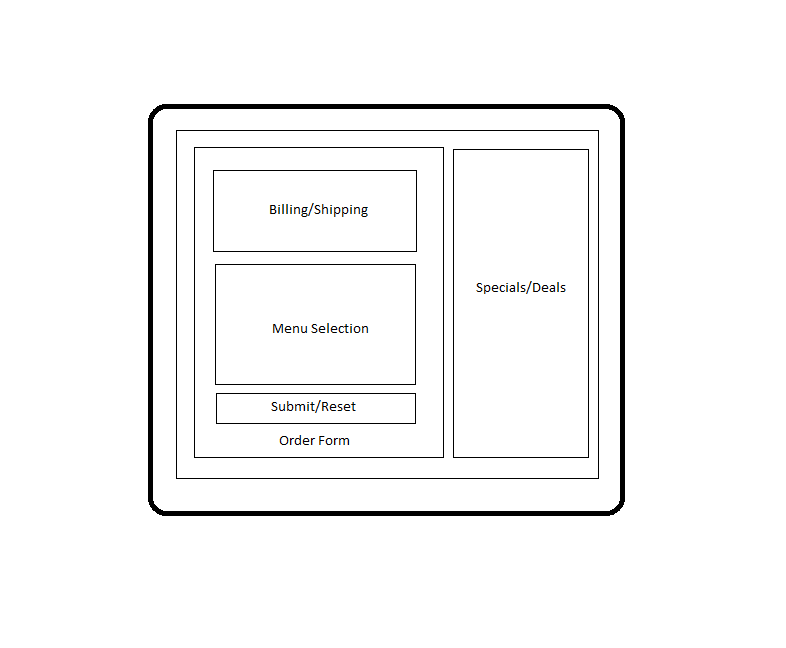 Billing/Shipping
Menu Selection
Submit/Reset
Order Form
Specials/Deals